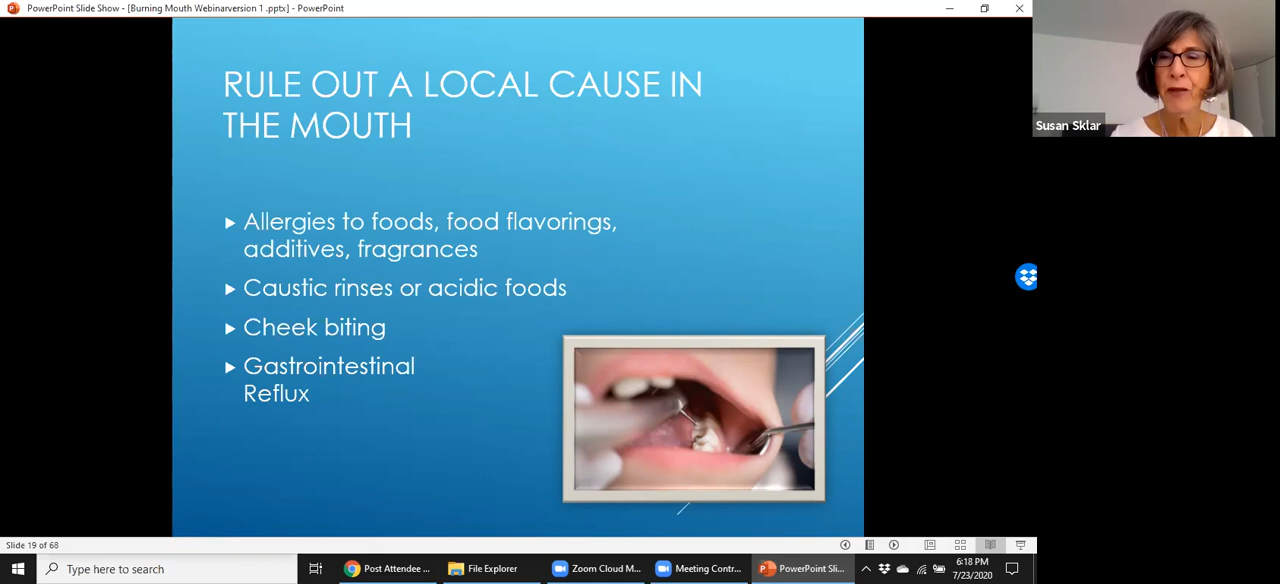 PowerPoint Slide Show - [Burning Mouth Webinarversion 1 .pptx] - PowerPoint
RULE OUT A LOCAL CAUSE IN
THE MOUTH
Allergies to foods, food flavorings,
additives, fragrances
Caustic rinses or acidic foods
Cheek biting
Gastrointestinal
Reflux
Susan Sklar
Slide 19 of 68
Type here to search
Post Attendee ...
File Explorer
Zoom Cloud M...
Meeting Contr...
PowerPoint Sli...
6:18 PM
7/23/2020